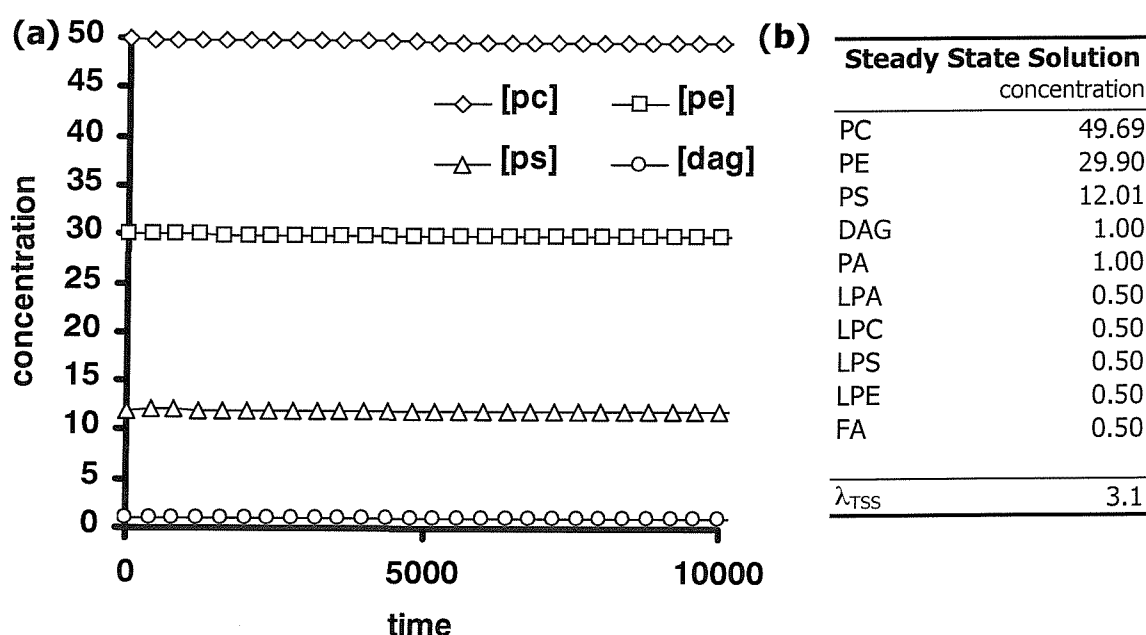 (a)
50
45
40
35
30
25
20
15
10
5
0
concentration
[pc] [pe]
[ps] [dag]
0 5000 10000
time
(b)
Steady State Solution
concentration
PC 49.69
PE 29.90
PS 12.01
DAG 1.00
PA 1.00
LPA 0.50
LPC 0.50
LPS 0.50
LPE 0.50
FA 0.50
λTSS 3.1